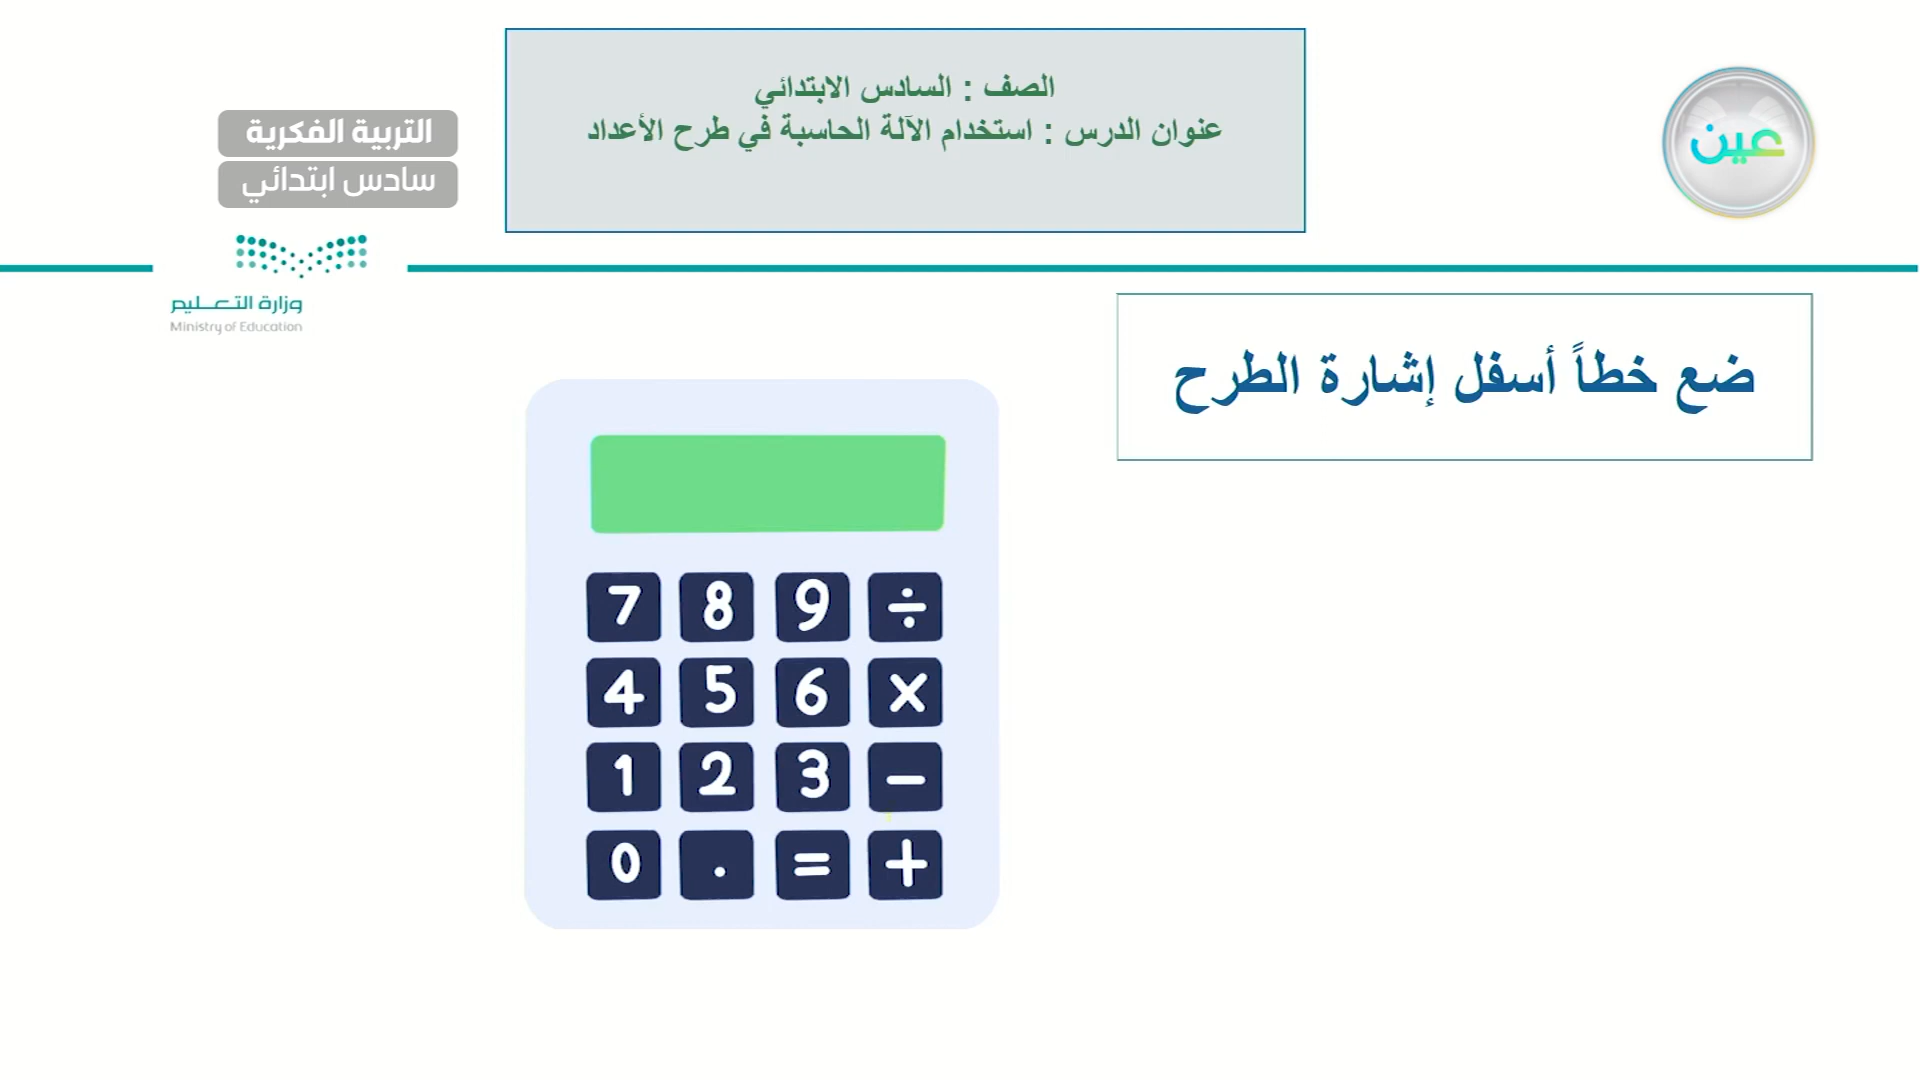 الصف : السادس الابتدائي
عنوان الدرس : استخدام الآلة الحاسبة في طرح الأعداد
عين
التربية الفكرية
سادس ابتدائي
وزارة التعليم
Ministry of Education
ضع خطاً أسفل إشارة الطرح
7 8 9 ÷
4 5 6 ×
1 2 3 −
0 . = +